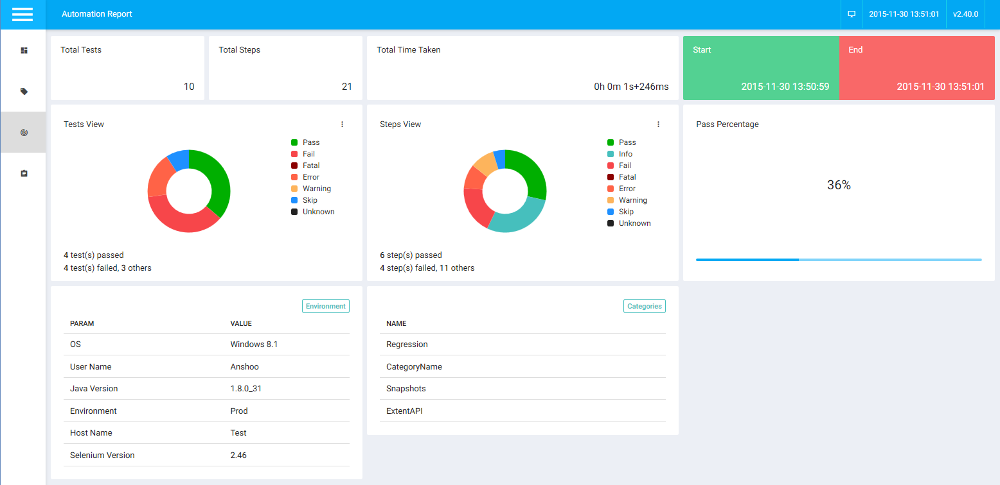 Automation Report
2015-11-30 13:51:01
v2.40.0
Total Tests
10
Total Steps
21
Total Time Taken
0h 0m 1s+246ms
Start
2015-11-30 13:50:59
End
2015-11-30 13:51:01
Tests View
Pass
Fail
Fatal
Error
Warning
Skip
Unknown
4 test(s) passed
4 test(s) failed, 3 others
Steps View
Pass
Info
Fail
Fatal
Error
Warning
Skip
Unknown
6 step(s) passed
4 step(s) failed, 11 others
Pass Percentage
36%
Environment
PARAM VALUE
OS Windows 8.1
User Name Anshoo
Java Version 1.8.0_31
Environment Prod
Host Name Test
Selenium Version 2.46
Categories
NAME
Regression
CategoryName
Snapshots
ExtentAPI